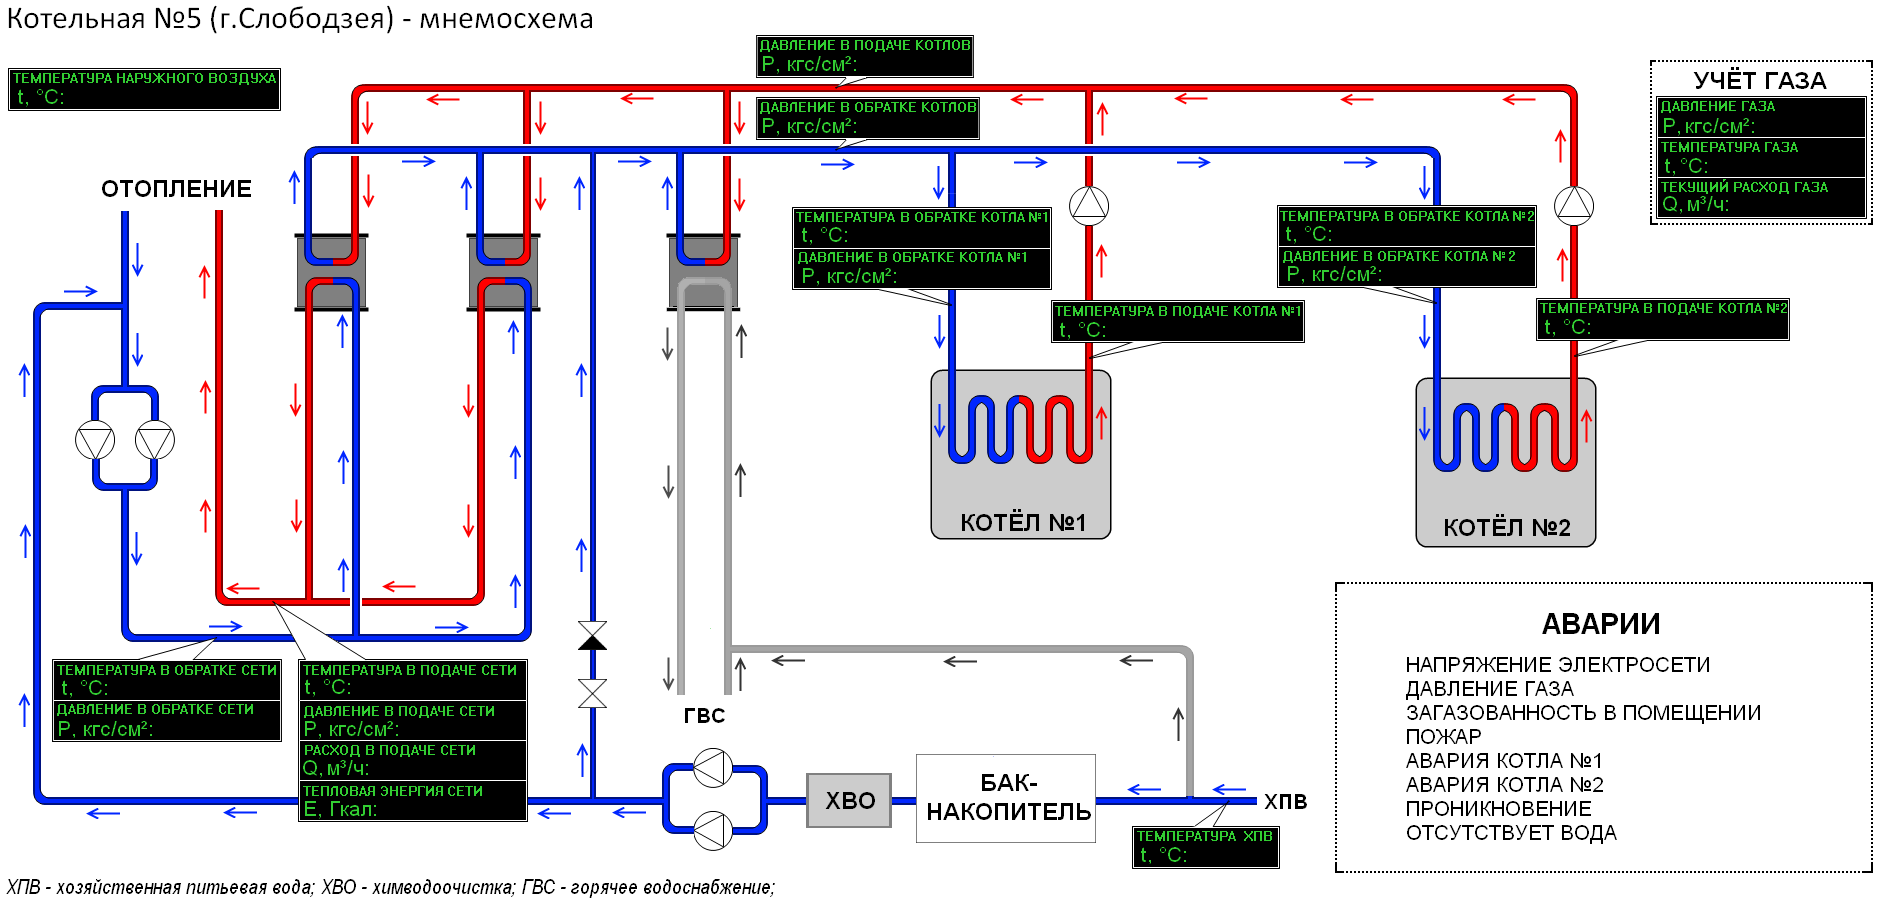 Котельная №5 (г.Слободзея) - мнемосхема
ТЕМПЕРАТУРА НАРУЖНОГО ВОЗДУХА
t, °C:
ДАВЛЕНИЕ В ПОДАЧЕ КОТЛОВ
P, кгс/см²:
ДАВЛЕНИЕ В ОБРАТКЕ КОТЛОВ
P, кгс/см²:
УЧЁТ ГАЗА
ДАВЛЕНИЕ ГАЗА
P, кгс/см²:
ТЕМПЕРАТУРА ГАЗА
t, °C:
ТЕКУЩИЙ РАСХОД ГАЗА
Q, м³/ч:
ОТОПЛЕНИЕ
ТЕМПЕРАТУРА В ОБРАТКЕ КОТЛА №1
t, °C:
ДАВЛЕНИЕ В ОБРАТКЕ КОТЛА №1
P, кгс/см²:
ТЕМПЕРАТУРА В ОБРАТКЕ КОТЛА №2
t, °C:
ДАВЛЕНИЕ В ОБРАТКЕ КОТЛА №2
P, кгс/см²:
ТЕМПЕРАТУРА В ПОДАЧЕ КОТЛА №1
t, °C:
ТЕМПЕРАТУРА В ПОДАЧЕ КОТЛА №2
t, °C:
КОТЁЛ №1
КОТЁЛ №2
ТЕМПЕРАТУРА В ОБРАТКЕ СЕТИ
t, °C:
ДАВЛЕНИЕ В ОБРАТКЕ СЕТИ
P, кгс/см²:
ТЕМПЕРАТУРА В ПОДАЧЕ СЕТИ
t, °C:
ДАВЛЕНИЕ В ПОДАЧЕ СЕТИ
P, кгс/см²:
РАСХОД В ПОДАЧЕ СЕТИ
Q, м³/ч:
ТЕПЛОВАЯ ЭНЕРГИЯ СЕТИ
E, Гкал:
ГВС
ХВО
БАК-
НАКОПИТЕЛЬ
ХПВ
ТЕМПЕРАТУРА ХПВ
t, °C:
АВАРИИ
НАПРЯЖЕНИЕ ЭЛЕКТРОСЕТИ
ДАВЛЕНИЕ ГАЗА
ЗАГАЗОВАННОСТЬ В ПОМЕЩЕНИИ
ПОЖАР
АВАРИЯ КОТЛА №1
АВАРИЯ КОТЛА №2
ПРОНИКНОВЕНИЕ
ОТСУТСТВУЕТ ВОДА
ХПВ - хозяйственная питьевая вода; ХВО - химводоочистка; ГВС - горячее водоснабжение;